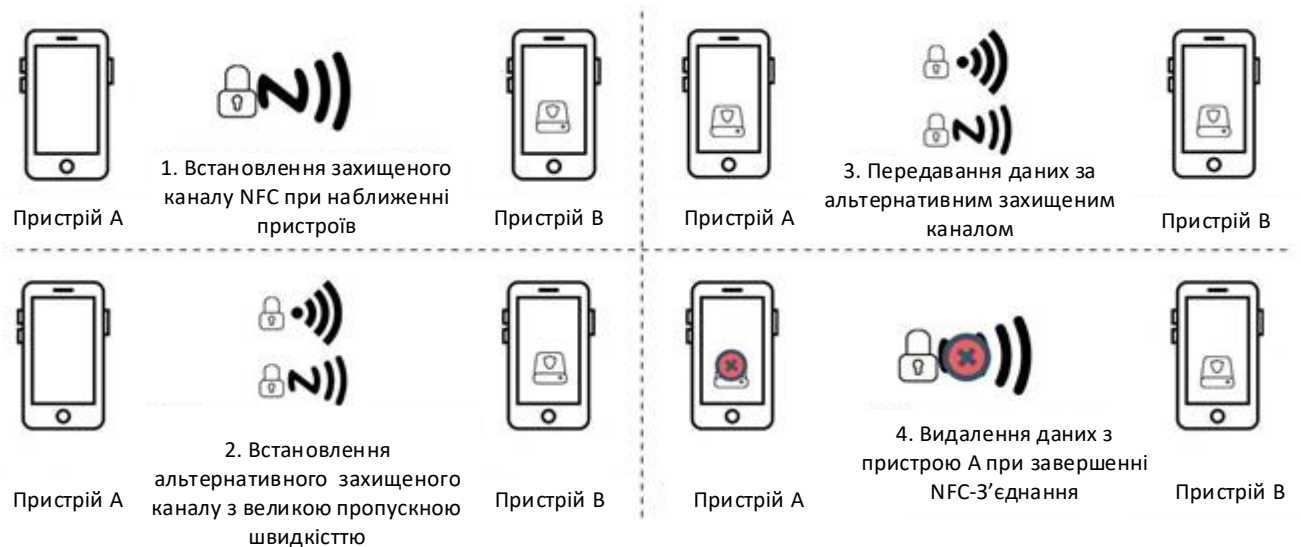 1. Встановлення захищеного
каналу NFC при наближенні
пристроїв
Пристрій А
Пристрій В
2. Встановлення
альтернативного захищеного
каналу з великою пропускною
швидкісттю
Пристрій А
Пристрій В
3. Передавання даних за
альтернативним захищеним
каналом
Пристрій А
Пристрій В
4. Видалення даних з
пристрою А при завершенні
NFC-З’єднання
Пристрій А
Пристрій В